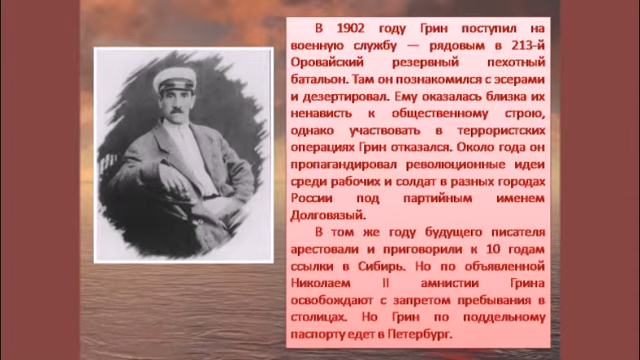 В 1902 году Грин поступил на
военную службу — рядовым в 213-й
Оровайский резервный пехотный
батальон. Там он познакомился с эсерами
и дезертировал. Ему оказалась близка их
ненависть к общественному строю,
однако участвовать в террористских
операциях Грин отказался. Около года он
пропагандировал революционные идеи
среди рабочих и солдат в разных городах
России под партийным именем
Долговязый.
В том же году будущего писателя
арестовали и приговорили к 10 годам
ссылки в Сибирь. Но по объявленной
Николаем II амнистии Грина
освобождают с запретом пребывания в
столицах. Но Грин по поддельному
паспорту едет в Петербург.